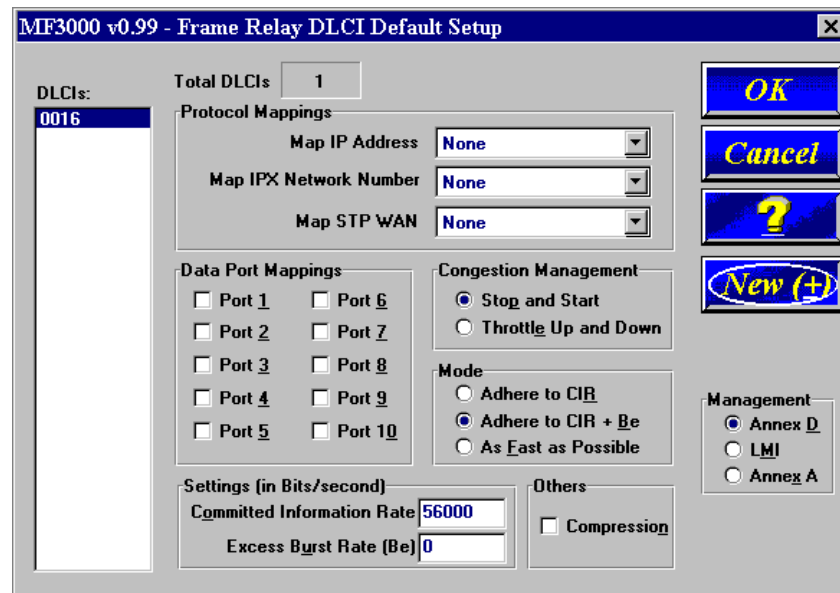 MF3000 v0.99 - Frame Relay DLCI Default Setup
DLCIs:
0016
Total DLCIs 1
Protocol Mappings
Map IP Address None
Map IPX Network Number None
Map STP WAN None
Data Port Mappings
Port 1 Port 6
Port 2 Port 7
Port 3 Port 8
Port 4 Port 9
Port 5 Port 10
Congestion Management
Stop and Start
Throttle Up and Down
Mode
Adhere to CIR
Adhere to CIR + Be
As Fast as Possible
Settings (in Bits/second)
Committed Information Rate 56000
Excess Burst Rate (Be) 0
Others
Compression
OK
Cancel
?
New (+)
Management
Annex D
LMI
Annex A